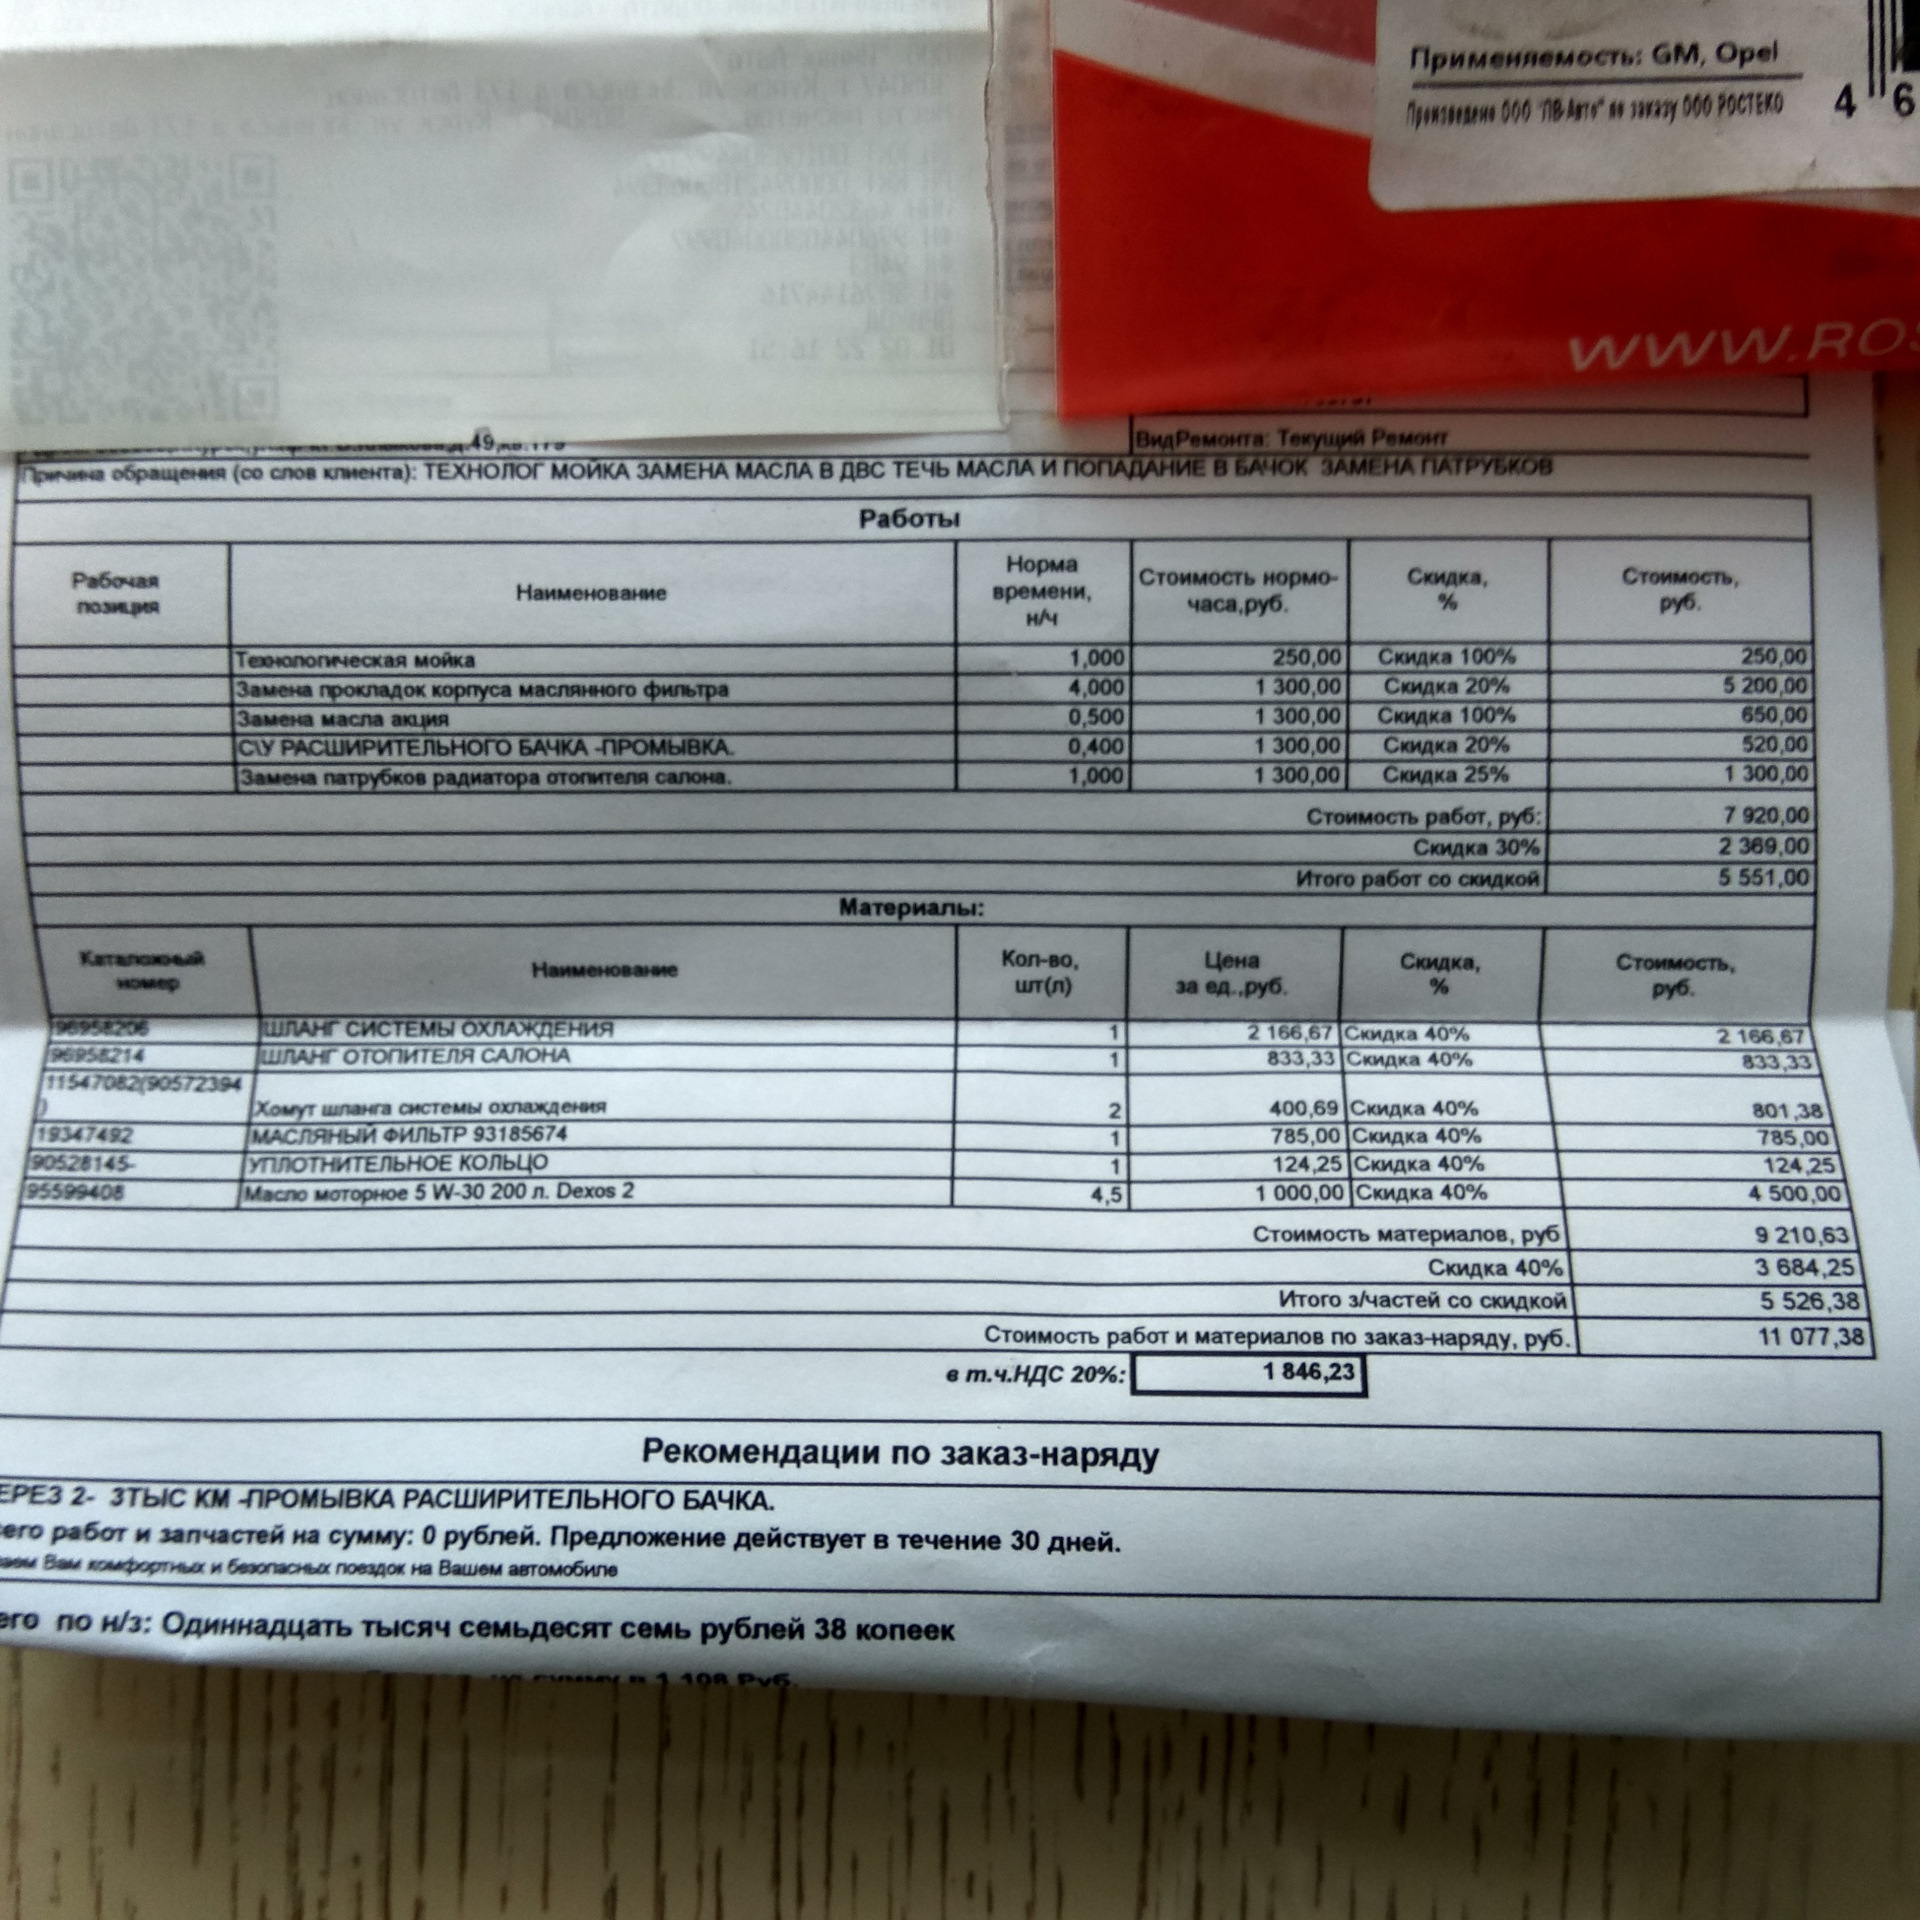 Применяемость: GM, Opel
Произведено ООО "ПВ-Авто" по заказу ООО РОСТЕКО
4 6
WWW.ROS
49
ВидРемонта: Текущий Ремонт
Причина обращения (со слов клиента): ТЕХНОЛОГ МОЙКА ЗАМЕНА МАСЛА В ДВС ТЕЧЬ МАСЛА И ПОПАДАНИЕ В БАЧОК ЗАМЕНА ПАТРУБКОВ
Работы
Рабочая позиция Наименование Норма времени, н/ч Стоимость нормо-часа,руб. Скидка, % Стоимость, руб.
Технологическая мойка 1,000 250,00 Скидка 100% 250,00
Замена прокладок корпуса маслянного фильтра 4,000 1 300,00 Скидка 20% 5 200,00
Замена масла акция 0,500 1 300,00 Скидка 100% 650,00
С\У РАСШИРИТЕЛЬНОГО БАЧКА -ПРОМЫВКА. 0,400 1 300,00 Скидка 20% 520,00
Замена патрубков радиатора отопителя салона. 1,000 1 300,00 Скидка 25% 1 300,00
Стоимость работ, руб: 7 920,00
Скидка 30% 2 369,00
Итого работ со скидкой 5 551,00
Материалы:
Каталожный номер Наименование Кол-во, шт(л) Цена за ед.,руб. Скидка, % Стоимость, руб.
96958206 ШЛАНГ СИСТЕМЫ ОХЛАЖДЕНИЯ 1 2 166,67 Скидка 40% 2 166,67
96958214 ШЛАНГ ОТОПИТЕЛЯ САЛОНА 1 833,33 Скидка 40% 833,33
11547082(90572394) Хомут шланга системы охлаждения 2 400,69 Скидка 40% 801,38
19347492 МАСЛЯНЫЙ ФИЛЬТР 93185674 1 785,00 Скидка 40% 785,00
90528145- УПЛОТНИТЕЛЬНОЕ КОЛЬЦО 1 124,25 Скидка 40% 124,25
95599408 Масло моторное 5 W-30 200 л. Dexos 2 4,5 1 000,00 Скидка 40% 4 500,00
Стоимость материалов, руб 9 210,63
Скидка 40% 3 684,25
Итого з/частей со скидкой 5 526,38
Стоимость работ и материалов по заказ-наряду, руб. 11 077,38
в т.ч.НДС 20%: 1 846,23
Рекомендации по заказ-наряду
ЕРЕЗ 2- 3ТЫС КМ -ПРОМЫВКА РАСШИРИТЕЛЬНОГО БАЧКА.
его работ и запчастей на сумму: 0 рублей. Предложение действует в течение 30 дней.
аем Вам комфортных и безопасных поездок на Вашем автомобиле
его по н/з: Одиннадцать тысяч семьдесят семь рублей 38 копеек
на сумму в 1 108 Руб.